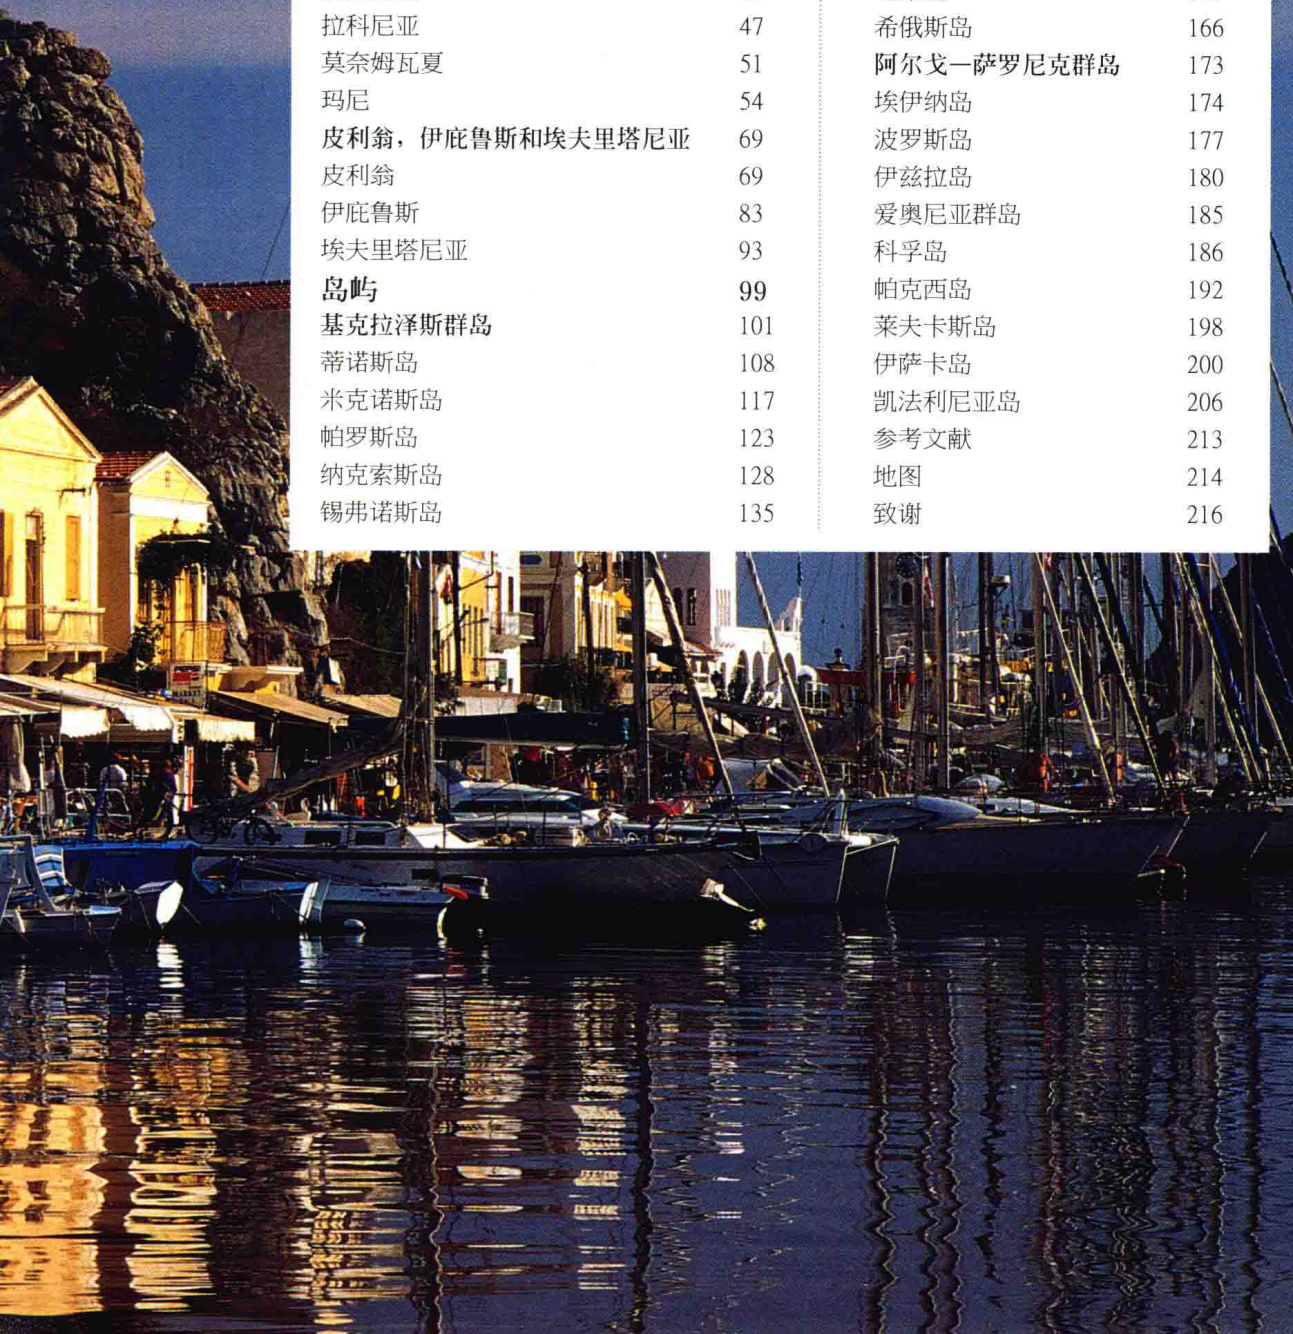 拉科尼亚 47
莫奈姆瓦夏 51
玛尼 54
皮利翁，伊庇鲁斯和埃夫里塔尼亚 69
皮利翁 69
伊庇鲁斯 83
埃夫里塔尼亚 93
岛屿 99
基克拉泽斯群岛 101
蒂诺斯岛 108
米克诺斯岛 117
帕罗斯岛 123
纳克索斯岛 128
锡弗诺斯岛 135
希俄斯岛 166
阿尔戈—萨罗尼克群岛 173
埃伊纳岛 174
波罗斯岛 177
伊兹拉岛 180
爱奥尼亚群岛 185
科孚岛 186
帕克西岛 192
莱夫卡斯岛 198
伊萨卡岛 200
凯法利尼亚岛 206
参考文献 213
地图 214
致谢 216